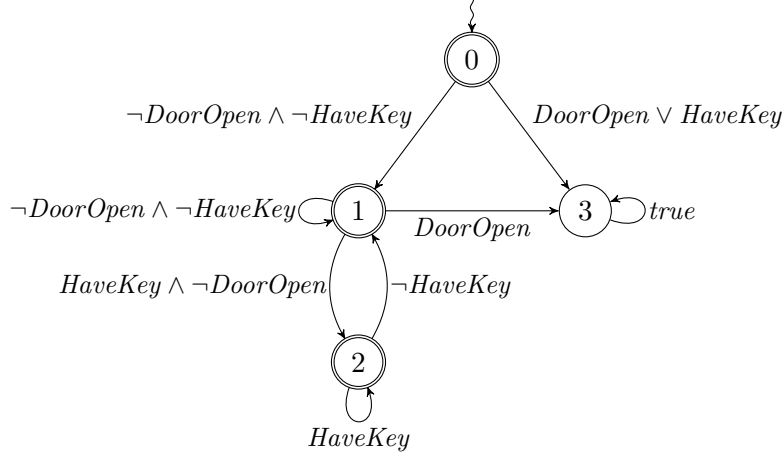 0
¬DoorOpen ∧ ¬HaveKey
DoorOpen ∨ HaveKey
¬DoorOpen ∧ ¬HaveKey
1
3
true
DoorOpen
HaveKey ∧ ¬DoorOpen
¬HaveKey
2
HaveKey